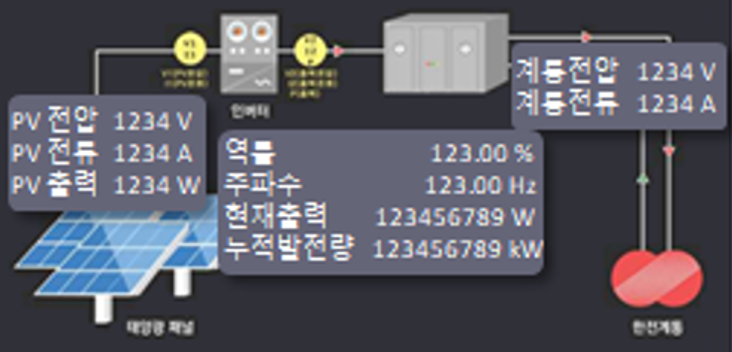 인버터
계통전압 1234 V
계통전류 1234 A
PV 전압 1234 V
PV 전류 1234 A
PV 출력 1234 W
역률 123.00 %
주파수 123.00 Hz
현재출력 123456789 W
누적발전량 123456789 kW
태양광 패널
한전계통